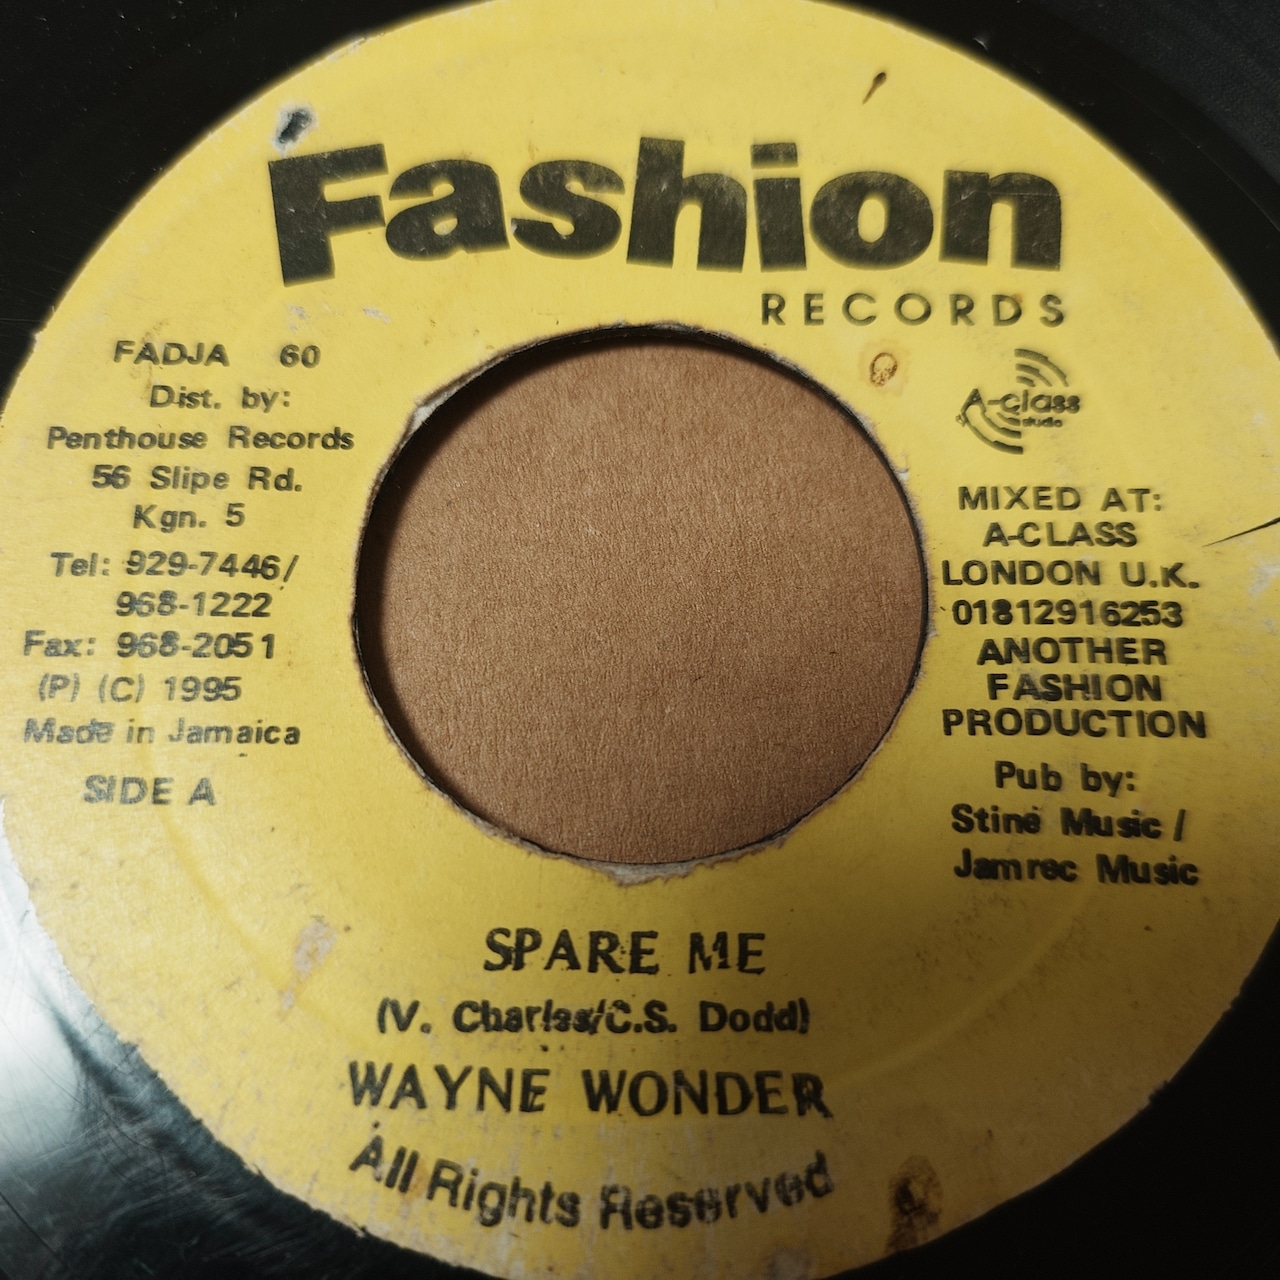 Fashion
RECORDS
FADJA 60
Dist. by:
Penthouse Records
56 Slipe Rd.
Kgn. 5
Tel: 929-7446/
968-1222
Fax: 968-2051
(P) (C) 1995
Made in Jamaica
SIDE A
A-class
studio
MIXED AT:
A-CLASS
LONDON U.K.
01812916253
ANOTHER
FASHION
PRODUCTION
Pub by:
Stine Music /
Jamrec Music
SPARE ME
(V. Charles/C.S. Dodd)
WAYNE WONDER
All Rights Reserved